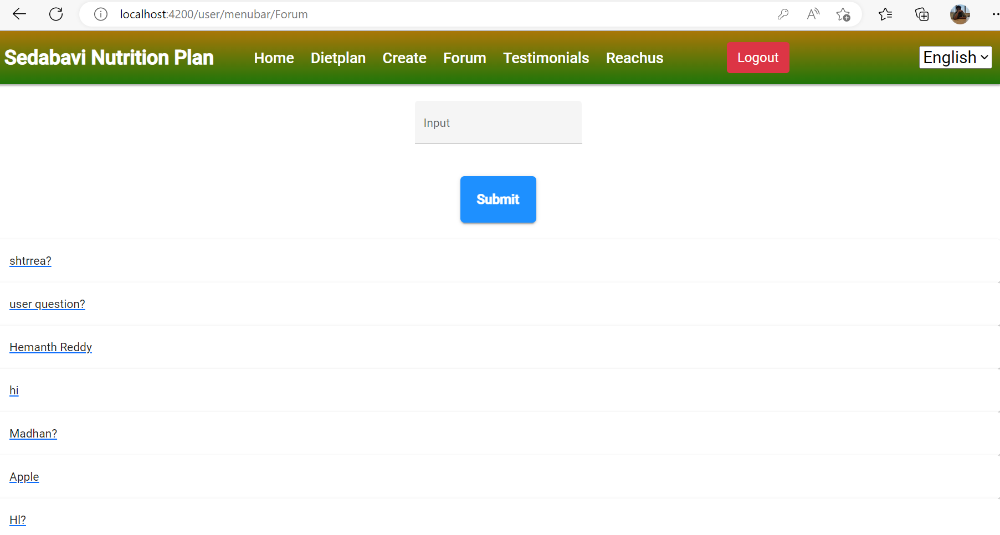 localhost:4200/user/menubar/Forum
Sedabavi Nutrition Plan Home Dietplan Create Forum Testimonials Reachus Logout English
Input
Submit
shtrrea?
user question?
Hemanth Reddy
hi
Madhan?
Apple
Hl?